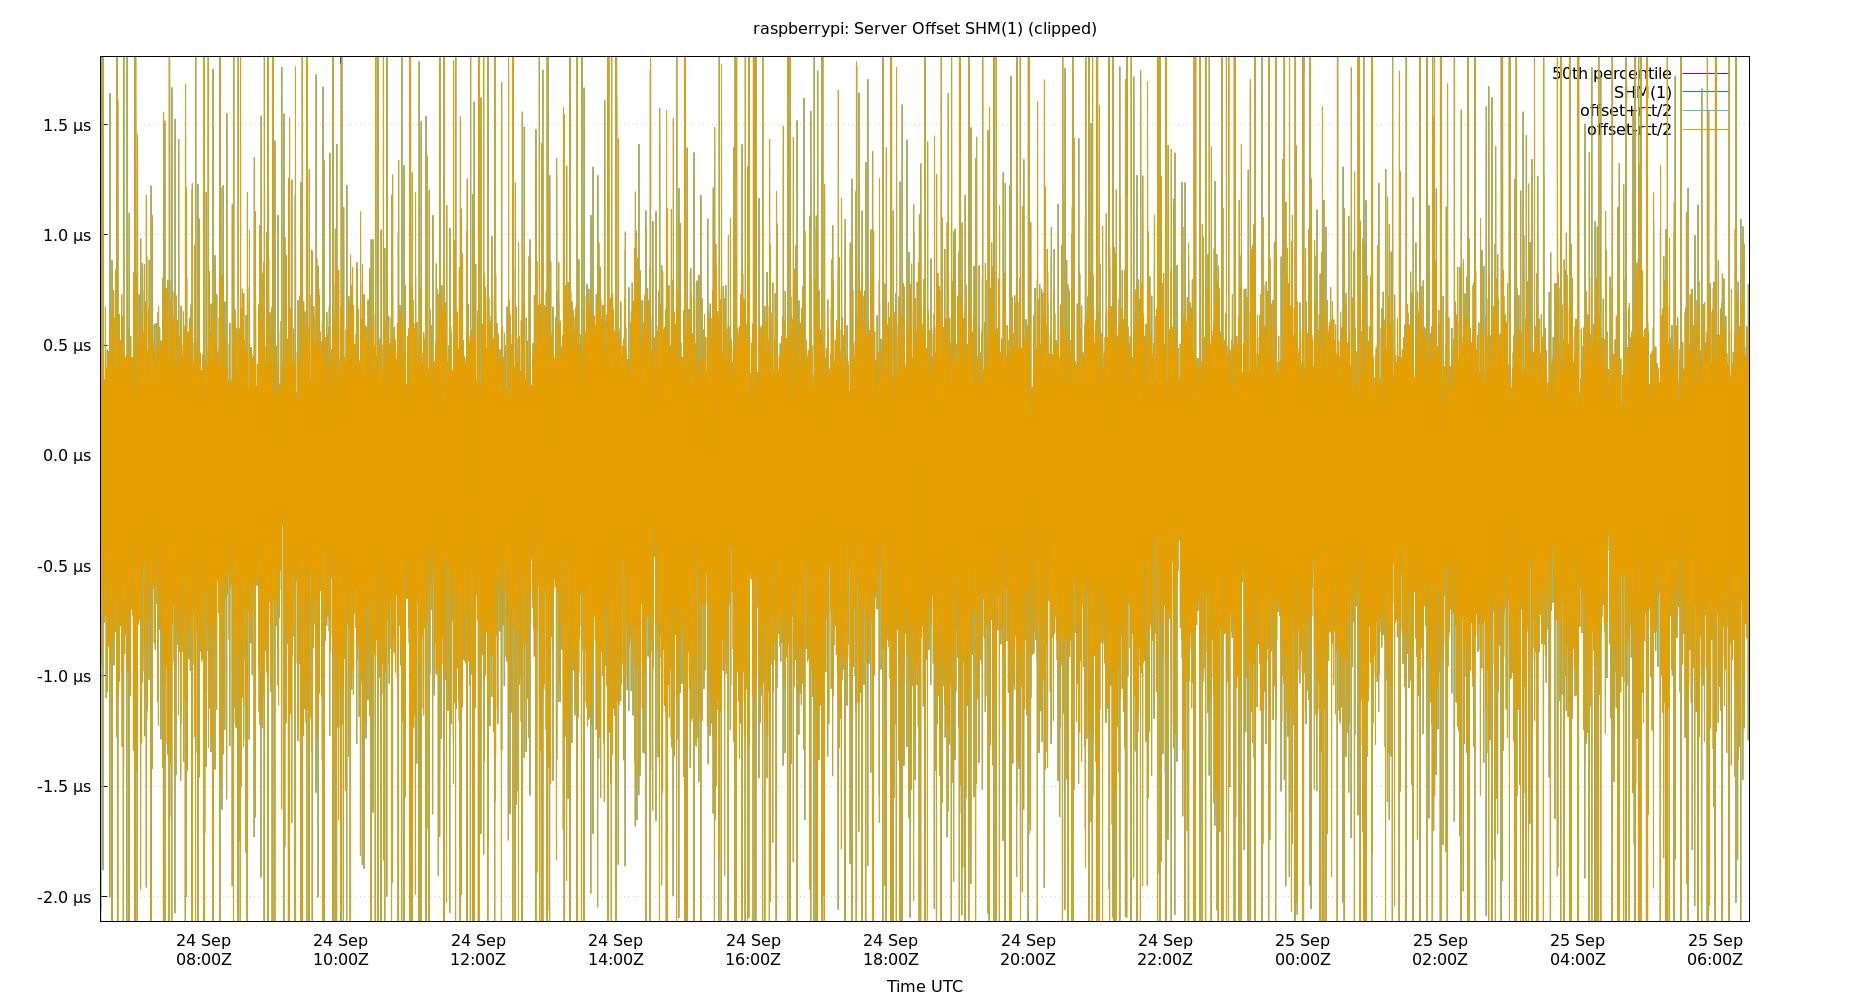 raspberrypi: Server Offset SHM(1) (clipped)
50th percentile
SHM(1)
offset+rtt/2
offset-rtt/2
1.5 µs
1.0 µs
0.5 µs
0.0 µs
-0.5 µs
-1.0 µs
-1.5 µs
-2.0 µs
24 Sep 24 Sep 24 Sep 24 Sep 24 Sep 24 Sep 24 Sep 24 Sep 25 Sep 25 Sep 25 Sep 25 Sep
08:00Z 10:00Z 12:00Z 14:00Z 16:00Z 18:00Z 20:00Z 22:00Z 00:00Z 02:00Z 04:00Z 06:00Z
Time UTC